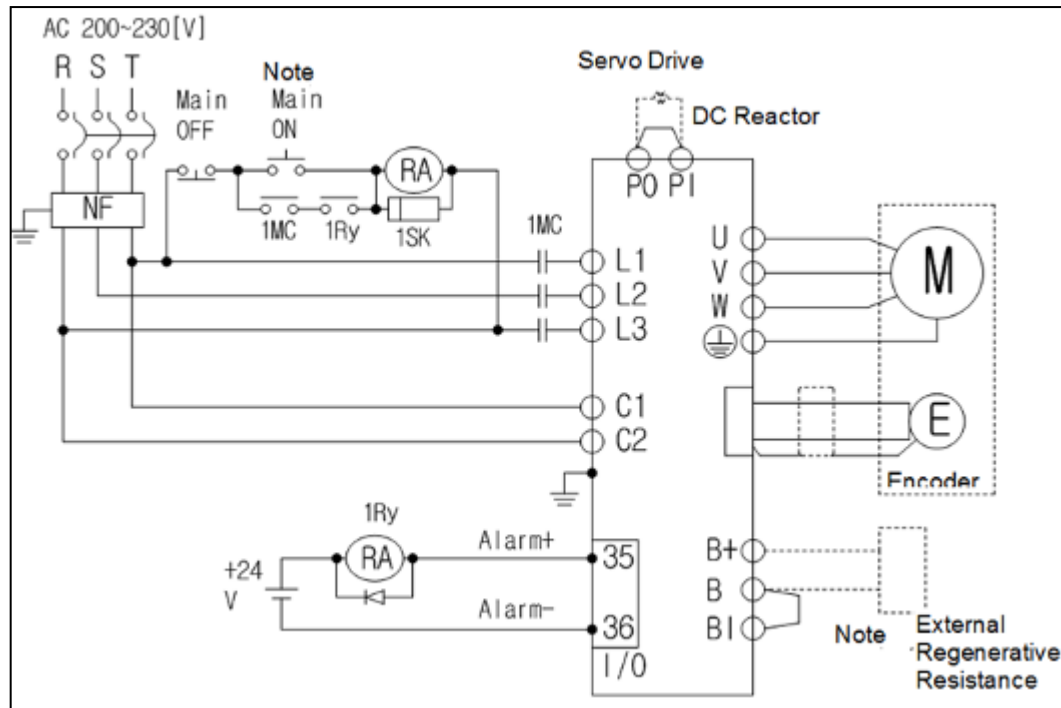 AC 200~230[V]
R S T
Note
Main
OFF
Main
ON
RA
1MC
1Ry
1SK
NF
1MC
Servo Drive
DC Reactor
PO PI
L1
L2
L3
C1
C2
U
V
W
M
E
Encoder
1Ry
RA
+24
V
Alarm+
Alarm-
35
36
I/O
B+
B
BI
Note
External
Regenerative
Resistance